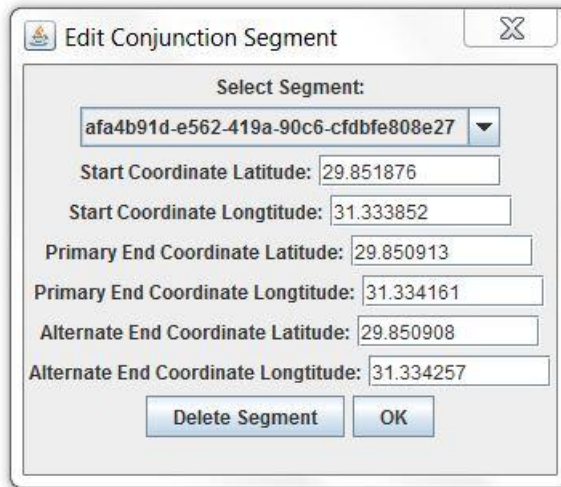 Edit Conjunction Segment
Select Segment:
afa4b91d-e562-419a-90c6-cfdbfe808e27
Start Coordinate Latitude: 29.851876
Start Coordinate Longtitude: 31.333852
Primary End Coordinate Latitude: 29.850913
Primary End Coordinate Longtitude: 31.334161
Alternate End Coordinate Latitude: 29.850908
Alternate End Coordinate Longtitude: 31.334257
Delete Segment OK